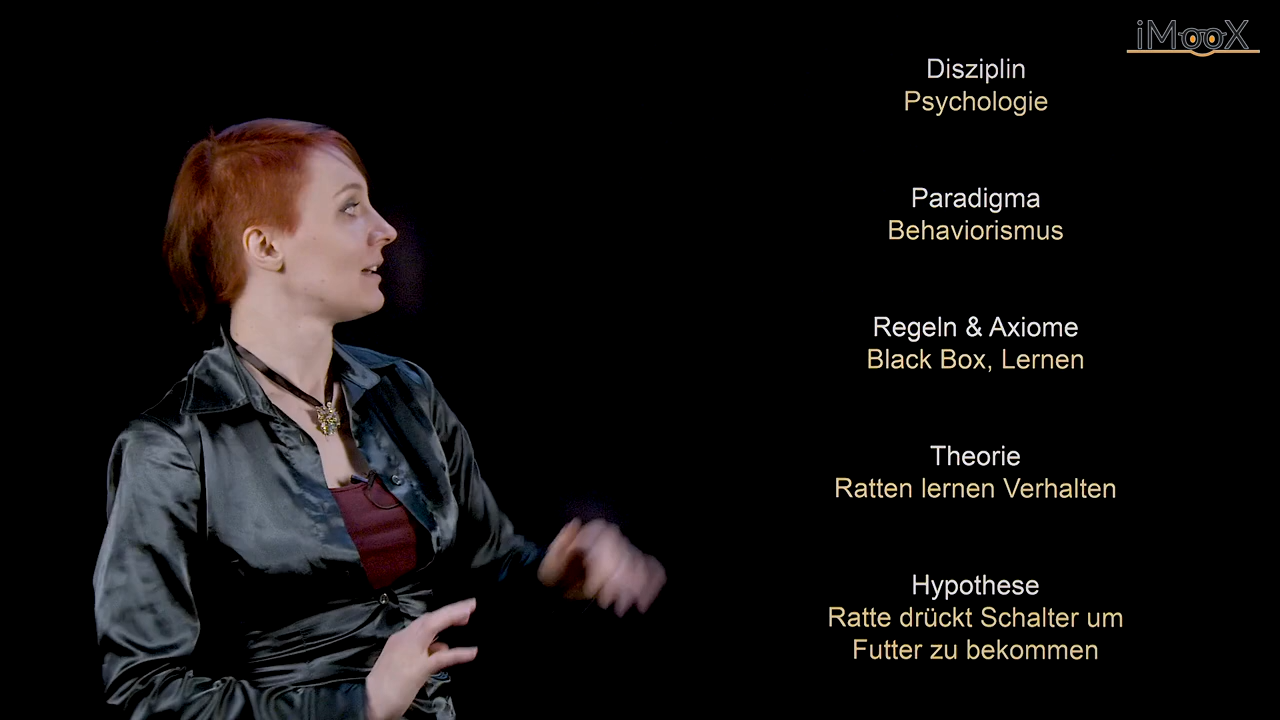 iMooX
Disziplin
Psychologie
Paradigma
Behaviorismus
Regeln & Axiome
Black Box, Lernen
Theorie
Ratten lernen Verhalten
Hypothese
Ratte drückt Schalter um
Futter zu bekommen